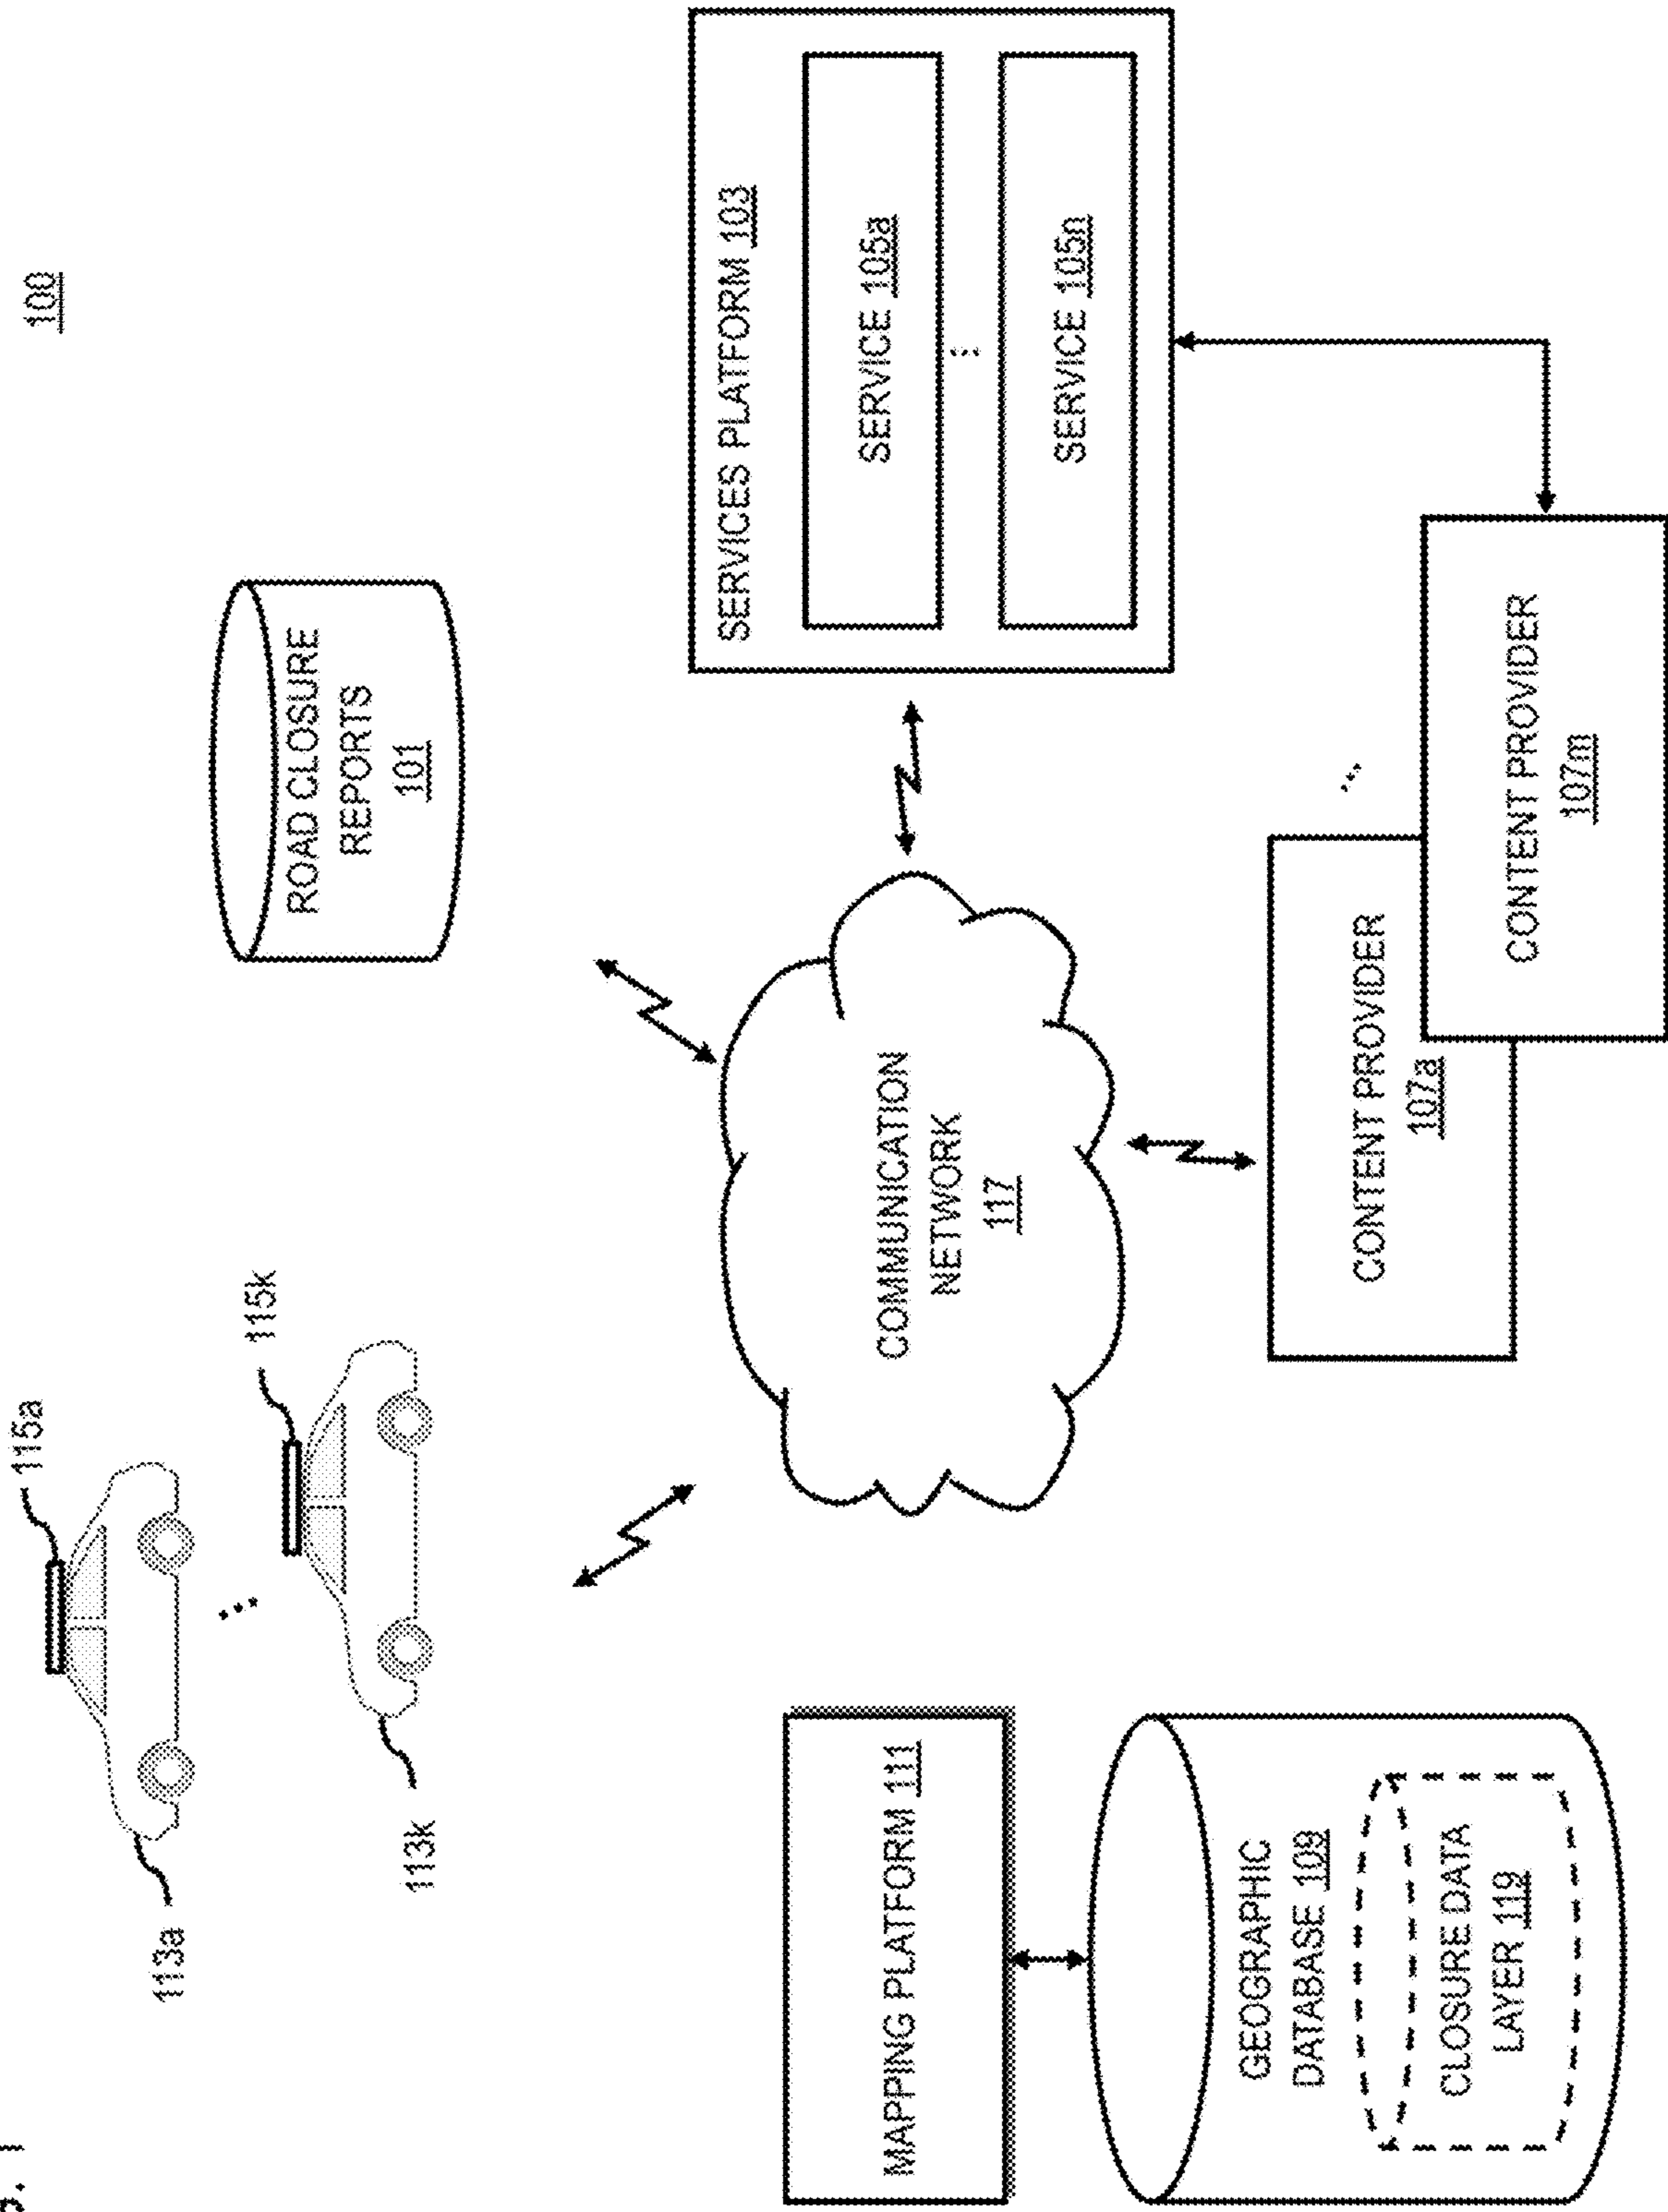 100
115a
115k
113a
113k
ROAD CLOSURE
REPORTS
101
SERVICES PLATFORM 103
SERVICE 105a
...
SERVICE 105n
COMMUNICATION
NETWORK
117
MAPPING PLATFORM 111
GEOGRAPHIC
DATABASE 109
CLOSURE DATA
LAYER 119
CONTENT PROVIDER
107a
...
CONTENT PROVIDER
107m